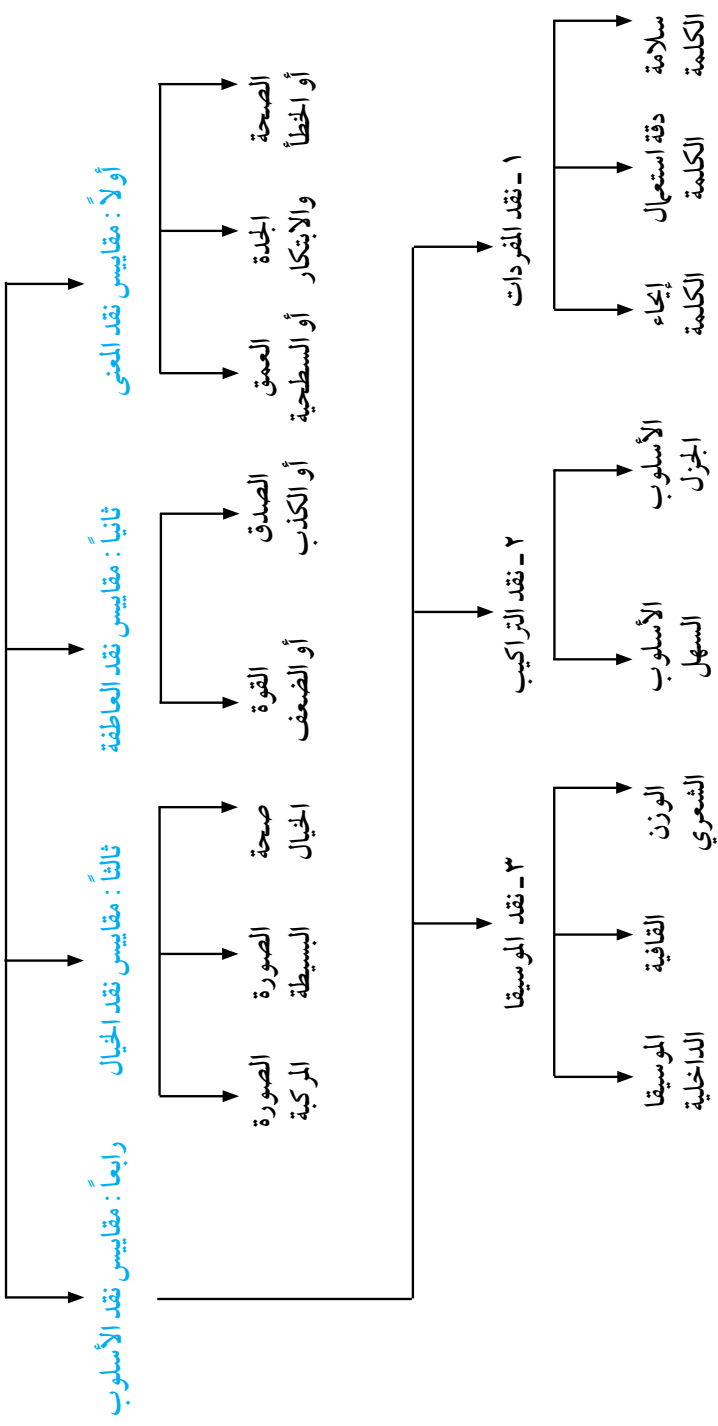 أولاً : مقاييس نقد المعنى
الصحة
أو الخطأ
الجدة
والابتكار
العمق
أو السطحية
ثانياً : مقاييس نقد العاطفة
الصدق
أو الكذب
القوة
أو الضعف
ثالثاً : مقاييس نقد الخيال
صحة
الخيال
الصورة
البسيطة
الصورة
المركبة
رابعاً : مقاييس نقد الأسلوب
١ ـ نقد المفردات
سلامة
الكلمة
دقة استعمال
الكلمة
إيحاء
الكلمة
٢ ـ نقد التراكيب
الأسلوب
الجزل
الأسلوب
السهل
٣ ـ نقد الموسيقا
الوزن
الشعري
القافية
الموسيقا
الداخلية